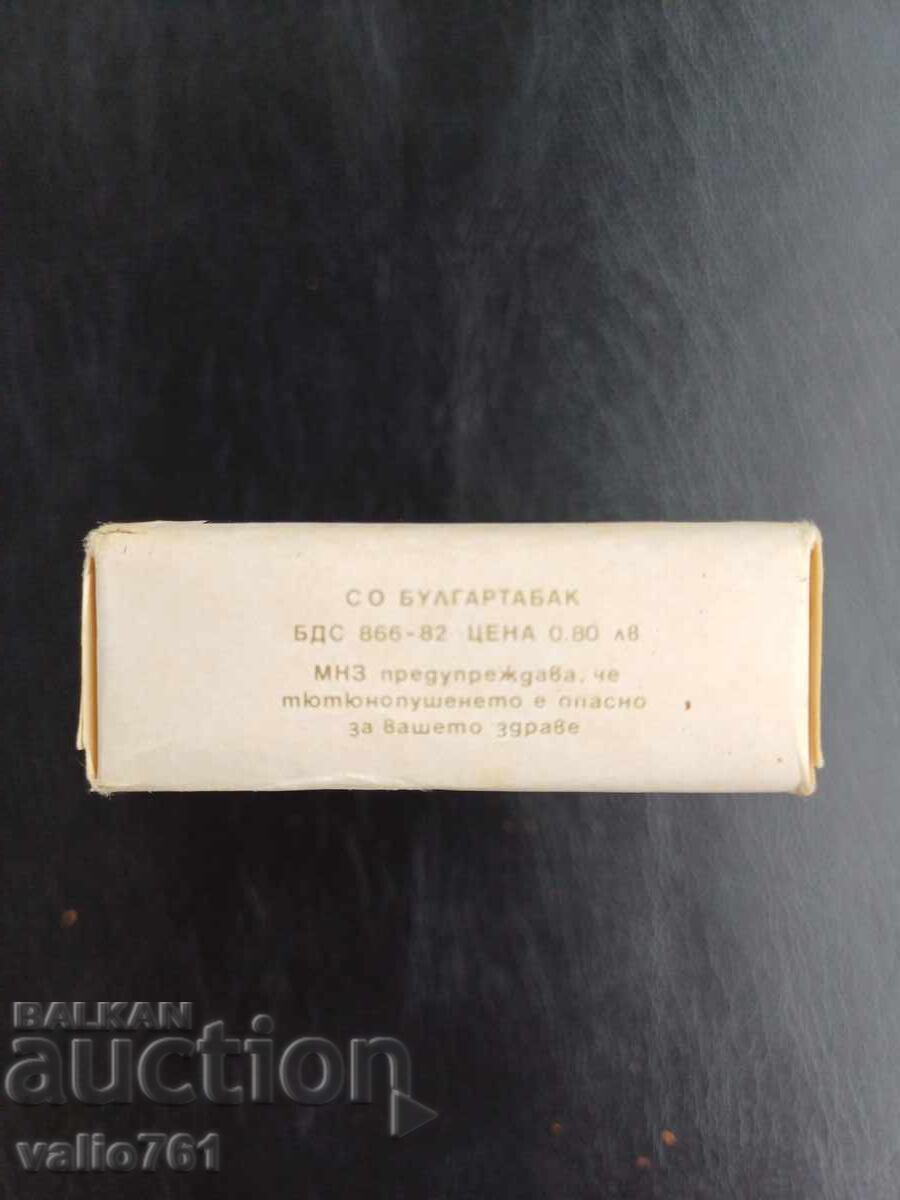 СО БУЛГАРТАБАК
БДС 866-82 ЦЕНА 0.80 лв
МНЗ предупреждава, че
тютюнопушенето е опасно
за вашето здраве
BALKAN
auction
valio761